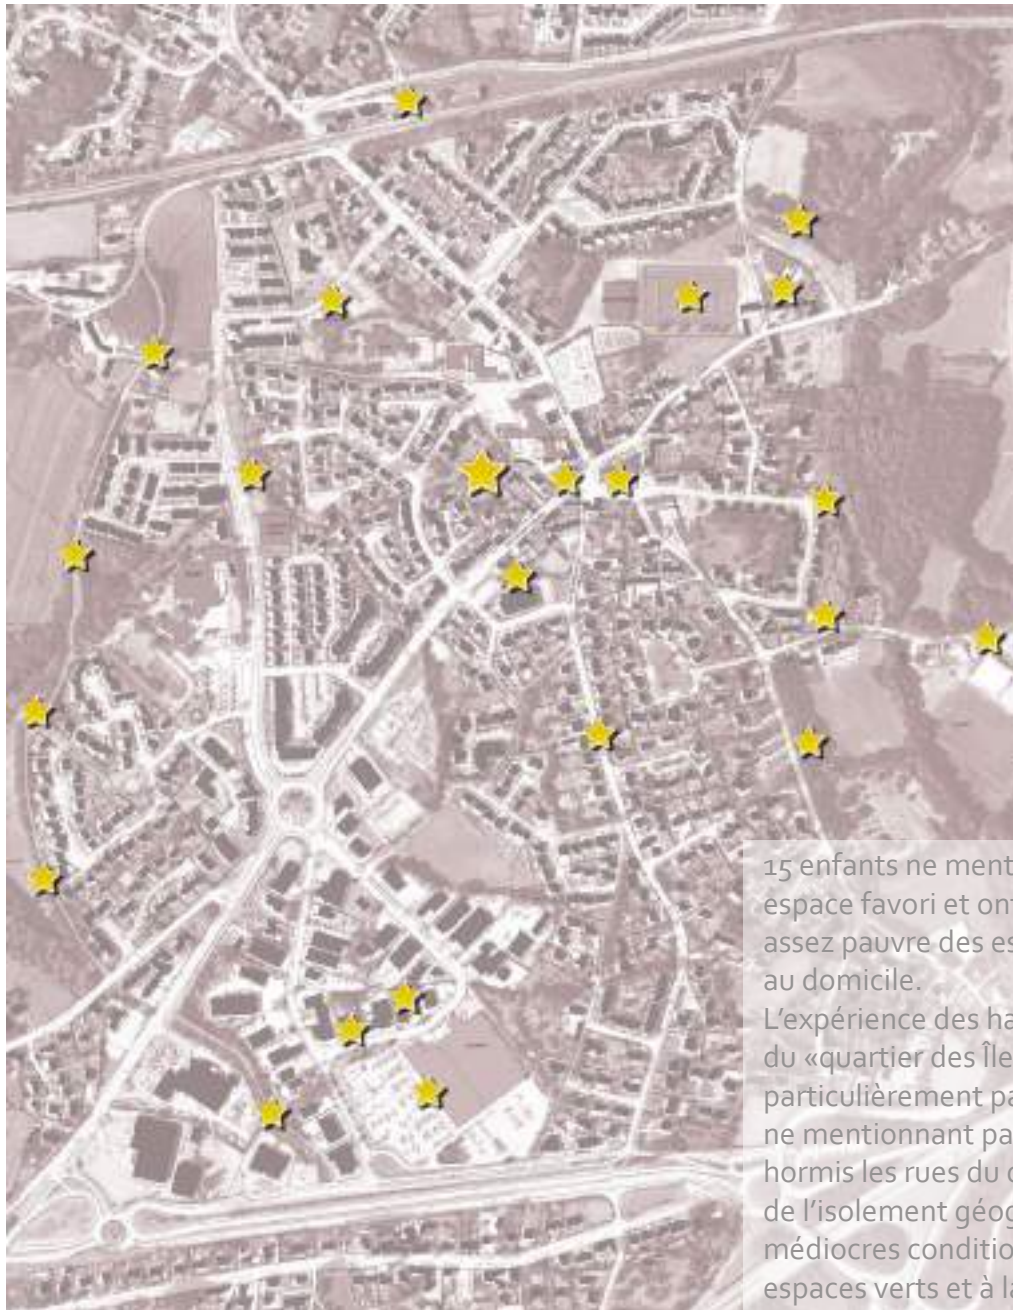 15 enfants ne ment
espace favori et ont
assez pauvre des es
au domicile.
L'expérience des ha
du «quartier des Île
particulièrement pa
ne mentionnant pa
hormis les rues du
de l'isolement géog
médiocres conditio
espaces verts et à la